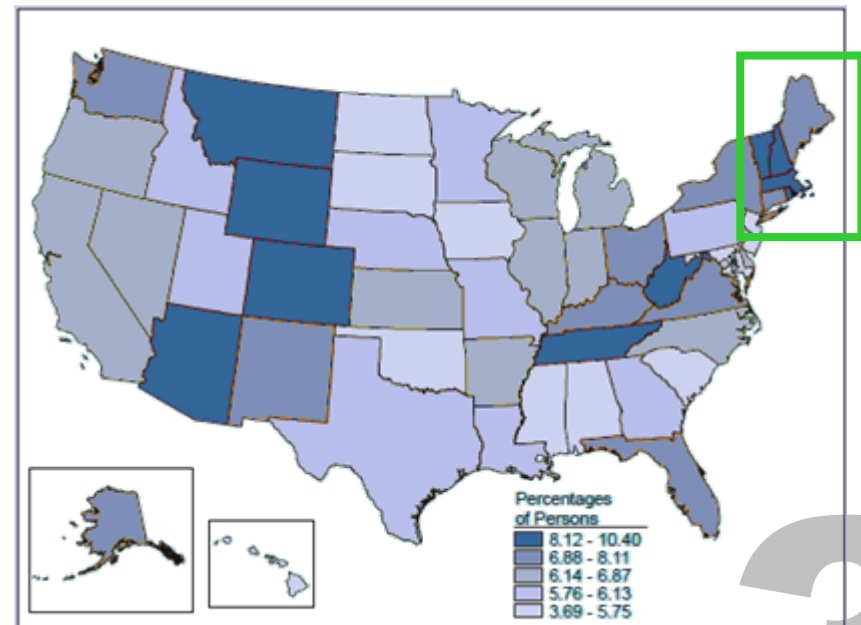 Percentages
of Persons
8.12 - 10.40
6.88 - 8.11
6.14 - 6.87
5.76 - 6.13
3.69 - 5.75